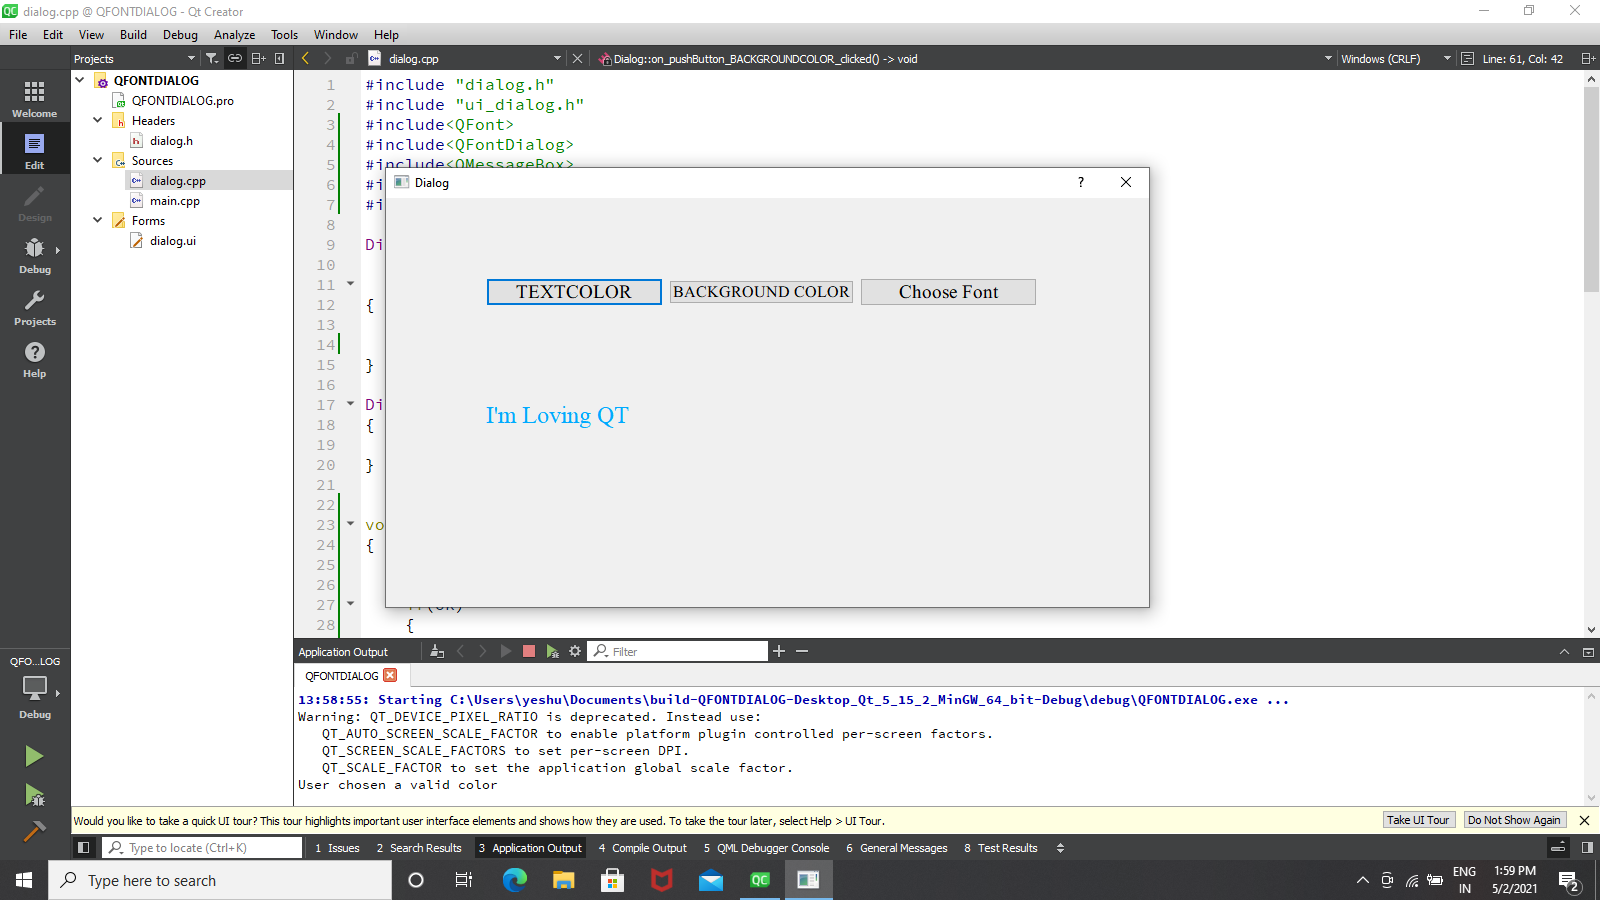 dialog.cpp @ QFONTDIALOG - Qt Creator
File Edit View Build Debug Analyze Tools Window Help
Projects dialog.cpp Dialog::on_pushButton_BACKGROUNDCOLOR_clicked() -> void Windows (CRLF) Line: 61, Col: 42
Welcome
Edit
Design
Debug
Projects
Help
QFO...LOG
Debug
QFONTDIALOG
QFONTDIALOG.pro
Headers
dialog.h
Sources
dialog.cpp
main.cpp
Forms
dialog.ui
1 #include "dialog.h"
2 #include "ui_dialog.h"
3 #include<QFont>
4 #include<QFontDialog>
5 #include<QMessageBox>
6 #i
7 #i
8
9 Di
10
11
12 {
13
14
15 }
16
17 Di
18 {
19
20 }
21
22
23 vo
24 {
25
26
27 if(ok)
28 {
Dialog ?
TEXTCOLOR BACKGROUND COLOR Choose Font
I'm Loving QT
Application Output Filter
QFONTDIALOG
13:58:55: Starting C:\Users\yeshu\Documents\build-QFONTDIALOG-Desktop_Qt_5_15_2_MinGW_64_bit-Debug\debug\QFONTDIALOG.exe ...
Warning: QT_DEVICE_PIXEL_RATIO is deprecated. Instead use:
QT_AUTO_SCREEN_SCALE_FACTOR to enable platform plugin controlled per-screen factors.
QT_SCREEN_SCALE_FACTORS to set per-screen DPI.
QT_SCALE_FACTOR to set the application global scale factor.
User chosen a valid color
Would you like to take a quick UI tour? This tour highlights important user interface elements and shows how they are used. To take the tour later, select Help > UI Tour. Take UI Tour Do Not Show Again
Type to locate (Ctrl+K) 1 Issues 2 Search Results 3 Application Output 4 Compile Output 5 QML Debugger Console 6 General Messages 8 Test Results
Type here to search
QC
ENG
IN
1:59 PM
5/2/2021
2